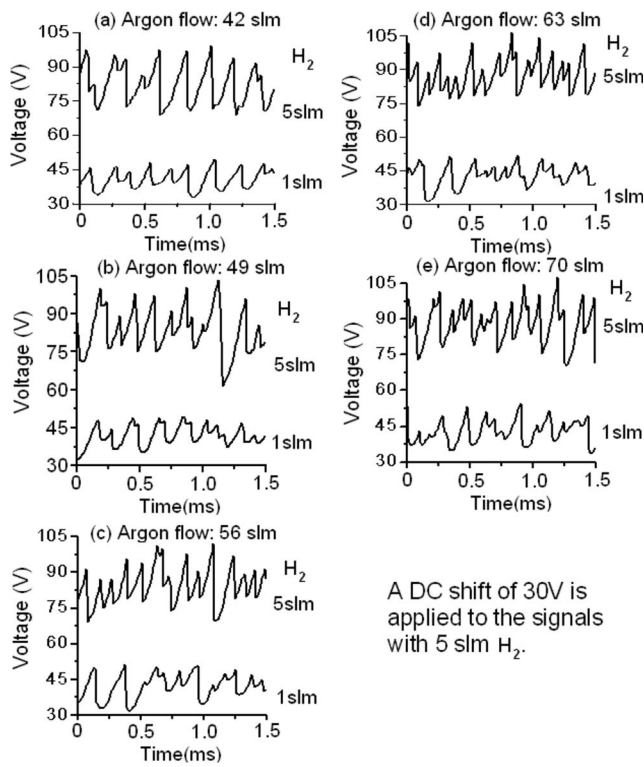 (a) Argon flow: 42 slm
105
90
75
60
45
30
Voltage (V)
H2
5slm
1slm
0
0.5
1.0
1.5
Time(ms)
(d) Argon flow: 63 slm
105
90
75
60
45
30
Voltage (V)
H2
5slm
1slm
0
0.5
1.0
1.5
Time(ms)
(b) Argon flow: 49 slm
105
90
75
60
45
30
Voltage (V)
H2
5slm
1slm
0
0.5
1.0
1.5
Time(ms)
(e) Argon flow: 70 slm
105
90
75
60
45
30
Voltage (V)
H2
5slm
1slm
0
0.5
1.0
1.5
Time(ms)
(c) Argon flow: 56 slm
105
90
75
60
45
30
Voltage (V)
H2
5slm
1slm
0
0.5
1.0
1.5
Time(ms)
A DC shift of 30V is
applied to the signals
with 5 slm H2.